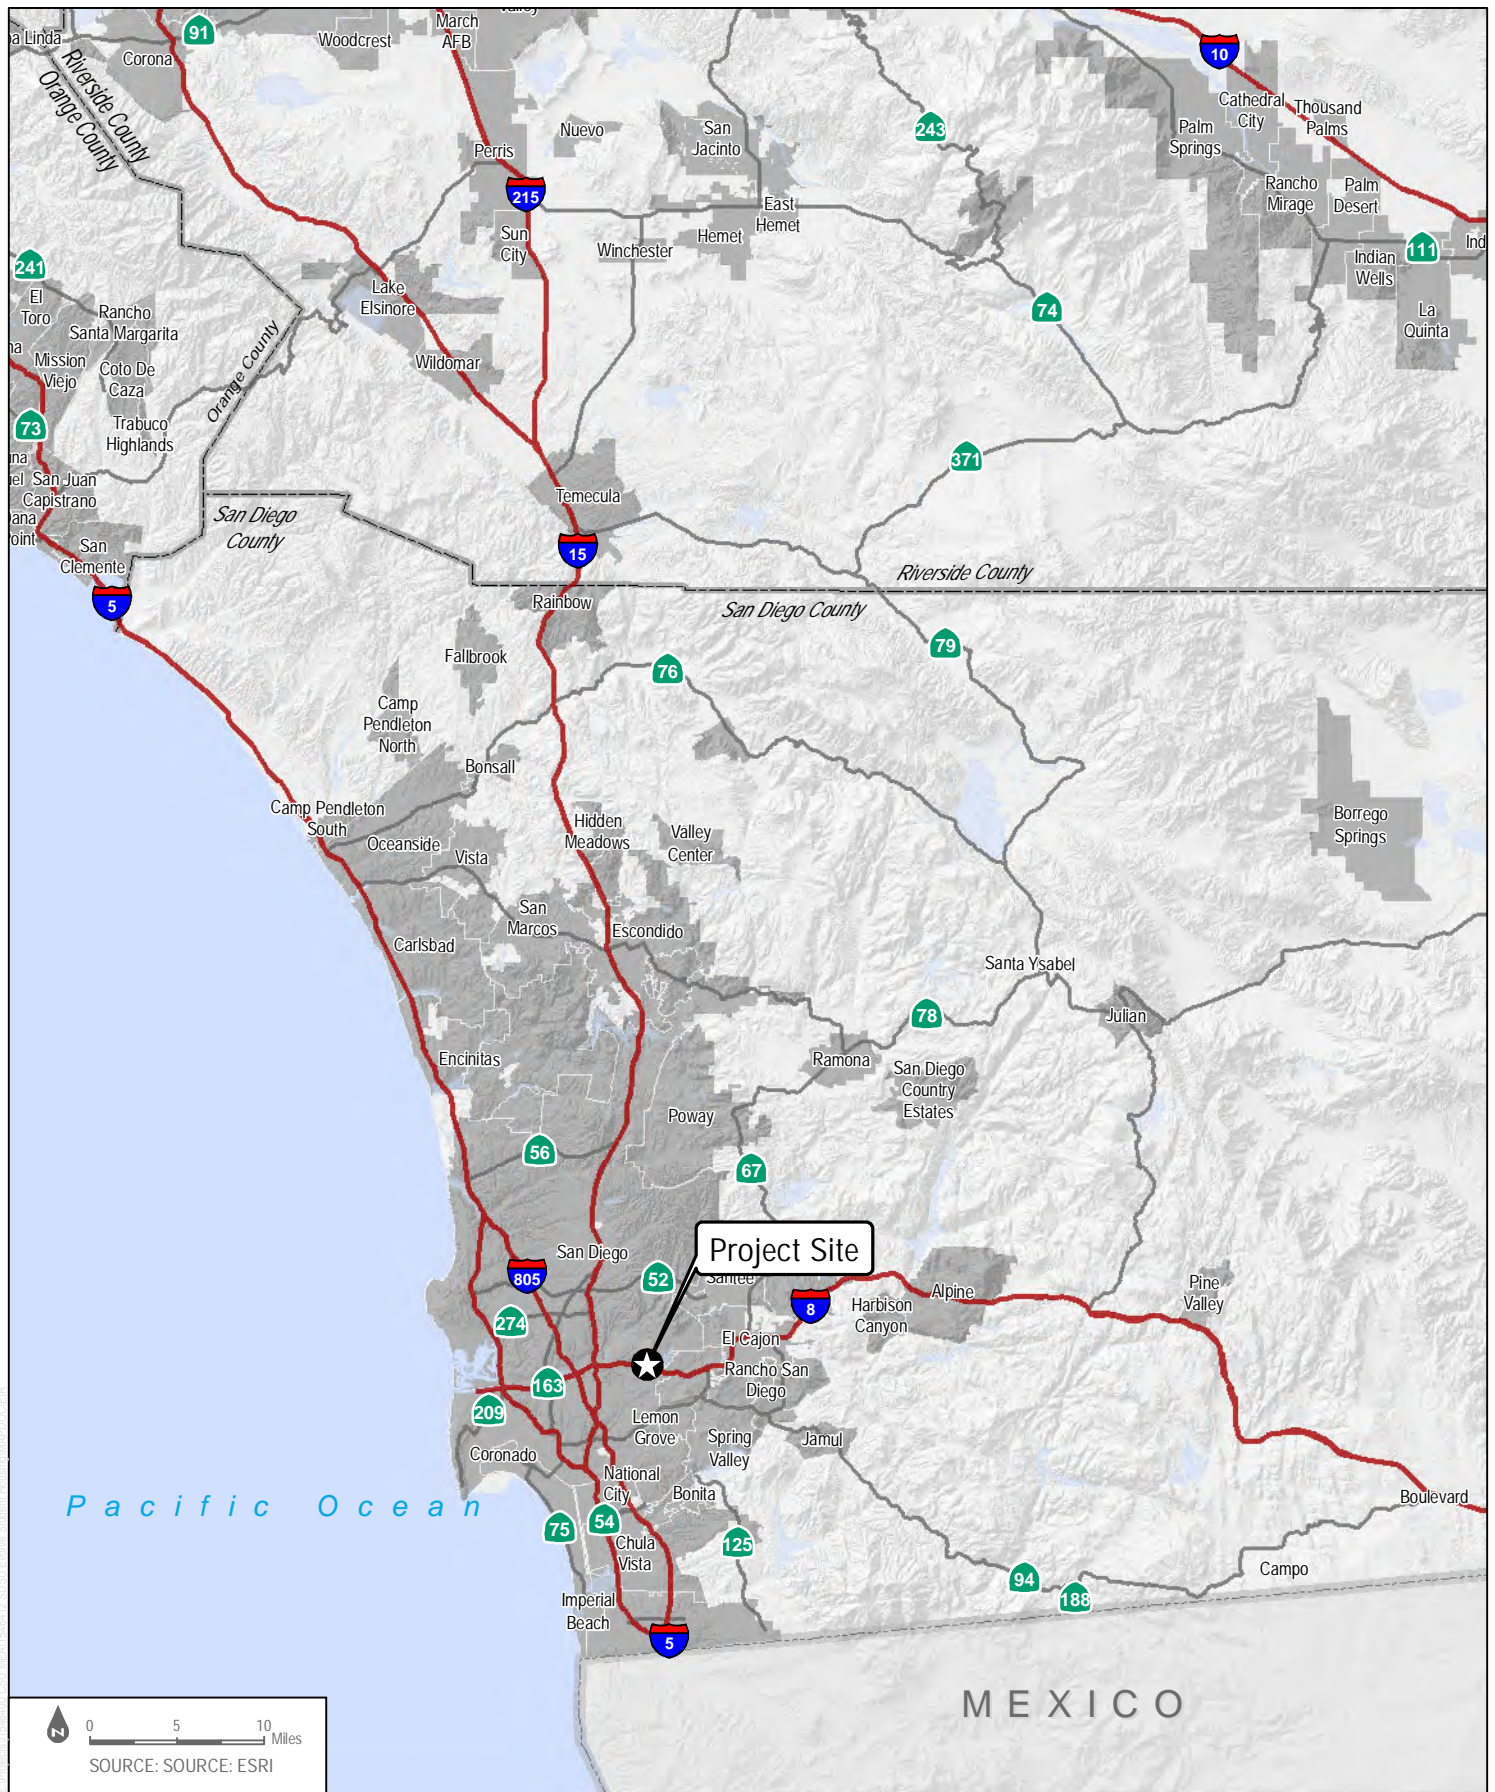 Valley
March
AFB
91
Woodcrest
Corona
10
Riverside County
Orange County
Cathedral
City
Thousand
Palms
243
Nuevo
San
Jacinto
Palm
Springs
Perris
215
Rancho
Mirage
Palm
Desert
East
Hemet
Hemet
Sun
City
Winchester
111
Indian
Wells
241
El
Toro
Lake
Elsinore
74
Rancho
Santa Margarita
La
Quinta
Mission
Viejo
Coto De
Caza
Wildomar
Orange County
73
Trabuco
Highlands
371
San Juan
Capistrano
Temecula
San Diego
County
Point
San
Clemente
15
Riverside County
5
Rainbow
San Diego County
79
Fallbrook
76
Camp
Pendleton
North
Bonsall
Camp Pendleton
South
Hidden
Meadows
Valley
Center
Borrego
Springs
Oceanside
Vista
San
Marcos
Escondido
Carlsbad
Santa Ysabel
78
Julian
Encinitas
Ramona
San Diego
Country
Estates
Poway
56
67
Project Site
San Diego
805
52
Santee
8
Alpine
Pine
Valley
Harbison
Canyon
274
El Cajon
Rancho San
Diego
163
209
Lemon
Grove
Spring
Valley
Jamul
Coronado
National
City
Bonita
Boulevard
Pacific Ocean
75
54
Chula
Vista
125
Campo
94
188
Imperial
Beach
5
MEXICO
N
0 5 10
Miles
SOURCE: SOURCE: ESRI